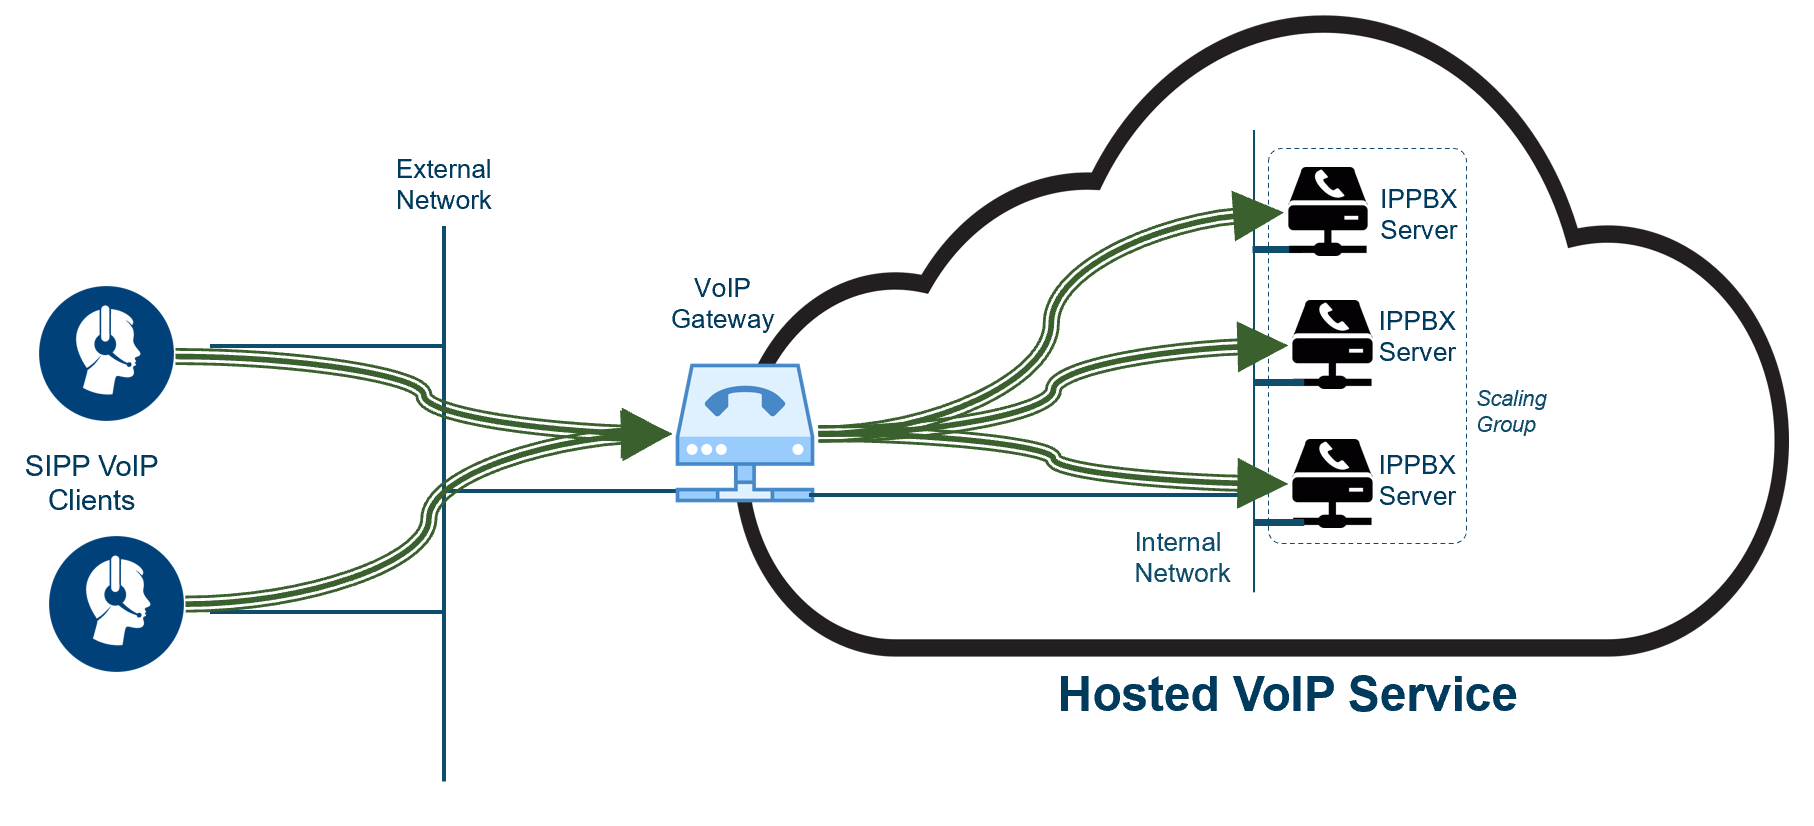 External
Network
VoIP
Gateway
SIPP VoIP
Clients
IPPBX
Server
IPPBX
Server
Scaling
Group
IPPBX
Server
Internal
Network
Hosted VoIP Service